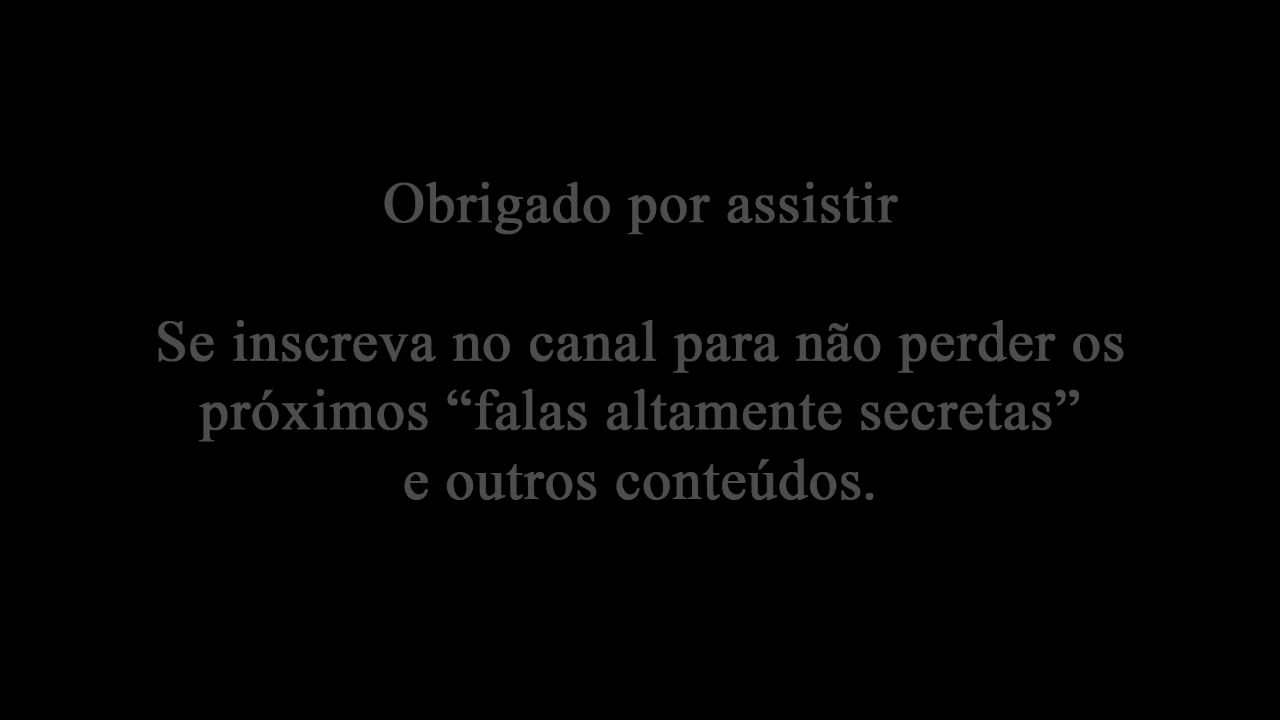 Obrigado por assistir
Se inscreva no canal para não perder os
próximos “falas altamente secretas”
e outros conteúdos.